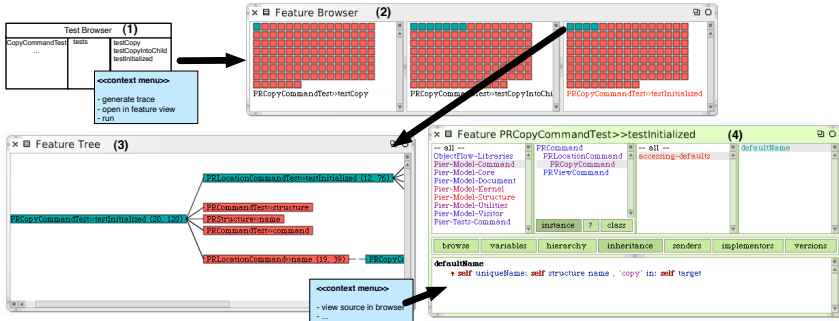 Test Browser (1)
CopyCommandTest
...
tests
testCopy
testCopyIntoChild
testInitialized
<<context menu>>
- generate trace
- open in feature view
- run
Feature Browser (2)
PRCopyCommandTest»testCopy
PRCopyCommandTest»testCopyIntoChi
PRCopyCommandTest»testInitialized
Feature Tree (3)
PRLocationCommandTest»testInitialized (12, 76)
PRCommandTest»structure
PRCopyCommandTest»testInitialized (20, 120)
PRStructure»name
PRCommandTest»command
PRLocationCommand»name (19, 39)
PRCopyCo
<<context menu>>
- view source in browser
- ...
Feature PRCopyCommandTest>>testInitialized (4)
-- all --
ObjectFlow-Libraries
Pier-Model-Command
Pier-Model-Core
Pier-Model-Document
Pier-Model-Kernel
Pier-Model-Structure
Pier-Model-Utilities
Pier-Model-Visitor
Pier-Tests-Command
PRCommand
PRLocationCommand
PRCopyCommand
PRViewCommand
instance ? class
-- all --
accessing-defaults
defaultName
browse variables hierarchy inheritance senders implementors versions
defaultName
↑ self uniqueName: self structure name , 'copy' in: self target